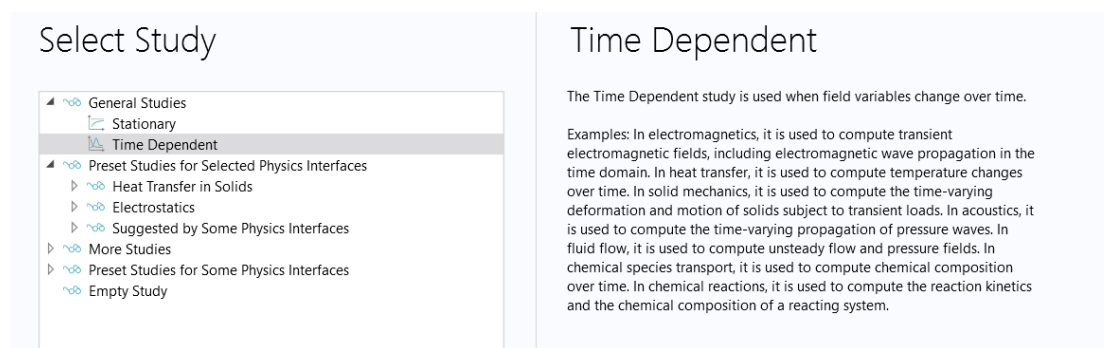 Select Study
General Studies
Stationary
Time Dependent
Preset Studies for Selected Physics Interfaces
Heat Transfer in Solids
Electrostatics
Suggested by Some Physics Interfaces
More Studies
Preset Studies for Some Physics Interfaces
Empty Study
Time Dependent
The Time Dependent study is used when field variables change over time.
Examples: In electromagnetics, it is used to compute transient
electromagnetic fields, including electromagnetic wave propagation in the
time domain. In heat transfer, it is used to compute temperature changes
over time. In solid mechanics, it is used to compute the time-varying
deformation and motion of solids subject to transient loads. In acoustics, it
is used to compute the time-varying propagation of pressure waves. In
fluid flow, it is used to compute unsteady flow and pressure fields. In
chemical species transport, it is used to compute chemical composition
over time. In chemical reactions, it is used to compute the reaction kinetics
and the chemical composition of a reacting system.